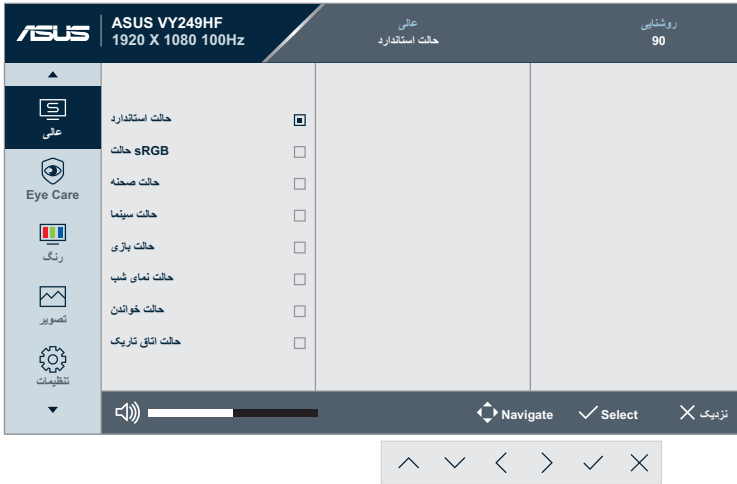 ASUS
ASUS VY249HF
1920 X 1080 100Hz
عالی
حالت استاندارد
روشنایی
90
عالی
Eye Care
رنگ
تصویر
تنظیمات
حالت استاندارد
حالت sRGB
حالت صحنه
حالت سینما
حالت بازی
حالت نمای شب
حالت خواندن
حالت اتاق تاریک
Navigate
Select
نزدیک